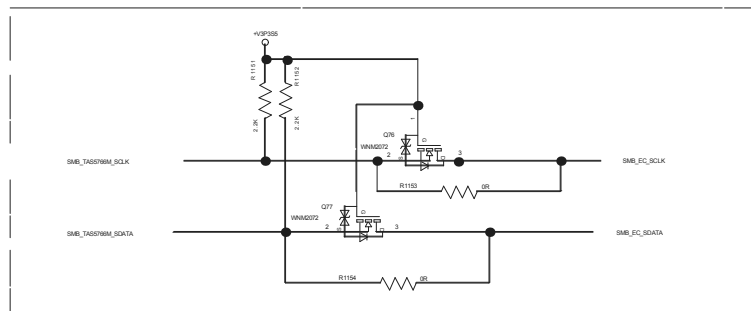 +V3P3S5
R1151
R1152
2.2K
2.2K
1
Q76
G
WNM2072
2
S
D
3
SMB_TAS5766M_SCLK
SMB_EC_SCLK
R1153
0R
Q77
G
WNM2072
2
S
D
3
SMB_TAS5766M_SDATA
SMB_EC_SDATA
R1154
0R